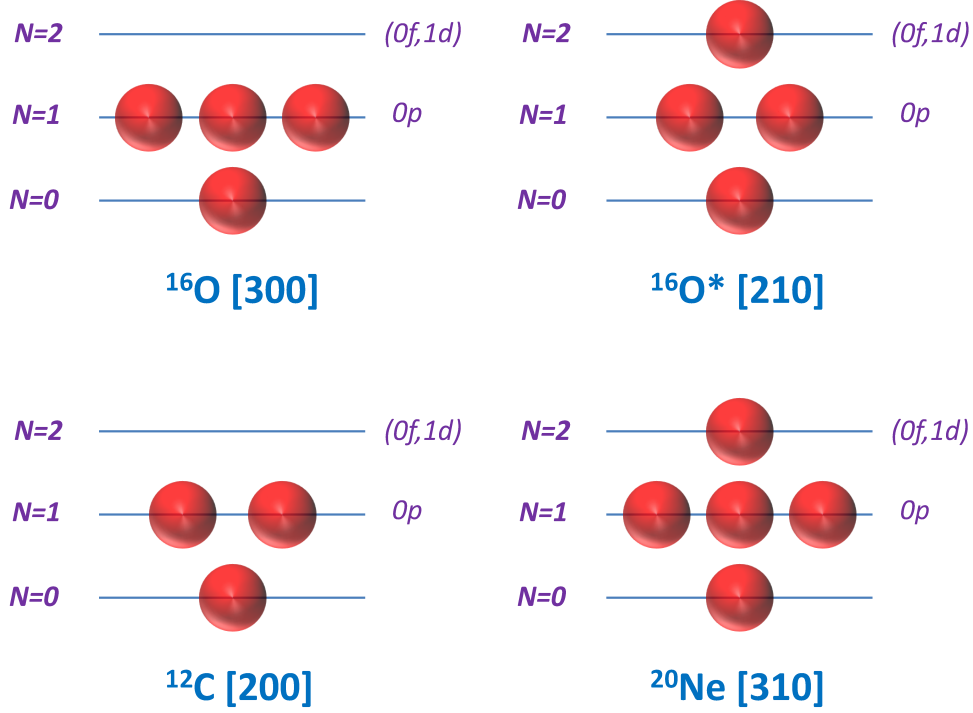 N=2 (0f,1d)
N=1 0p
N=0
¹⁶O [300]
N=2 (0f,1d)
N=1 0p
N=0
¹⁶O* [210]
N=2 (0f,1d)
N=1 0p
N=0
¹²C [200]
N=2 (0f,1d)
N=1 0p
N=0
²⁰Ne [310]